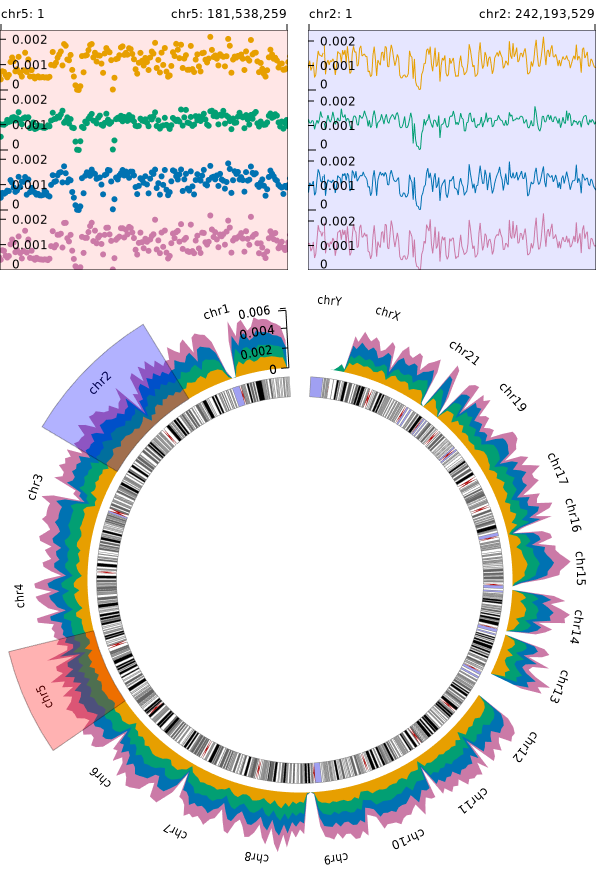 chr5: 1 chr5: 181,538,259 chr2: 1 chr2: 242,193,529
0.002 0.002
0.001 0.001
0 0
0.002 0.002
0.001 0.001
0 0
0.002 0.002
0.001 0.001
0 0
0.002 0.002
0.001 0.001
0 0
chrY
chr1 0.006 chrX
0.004
chr21
0.002
0
chr2
chr19
chr17
chr3
chr16
chr15
chr4
chr14
chr13
chr5
chr12
chr6
chr11
chr7
chr10
chr8 chr9